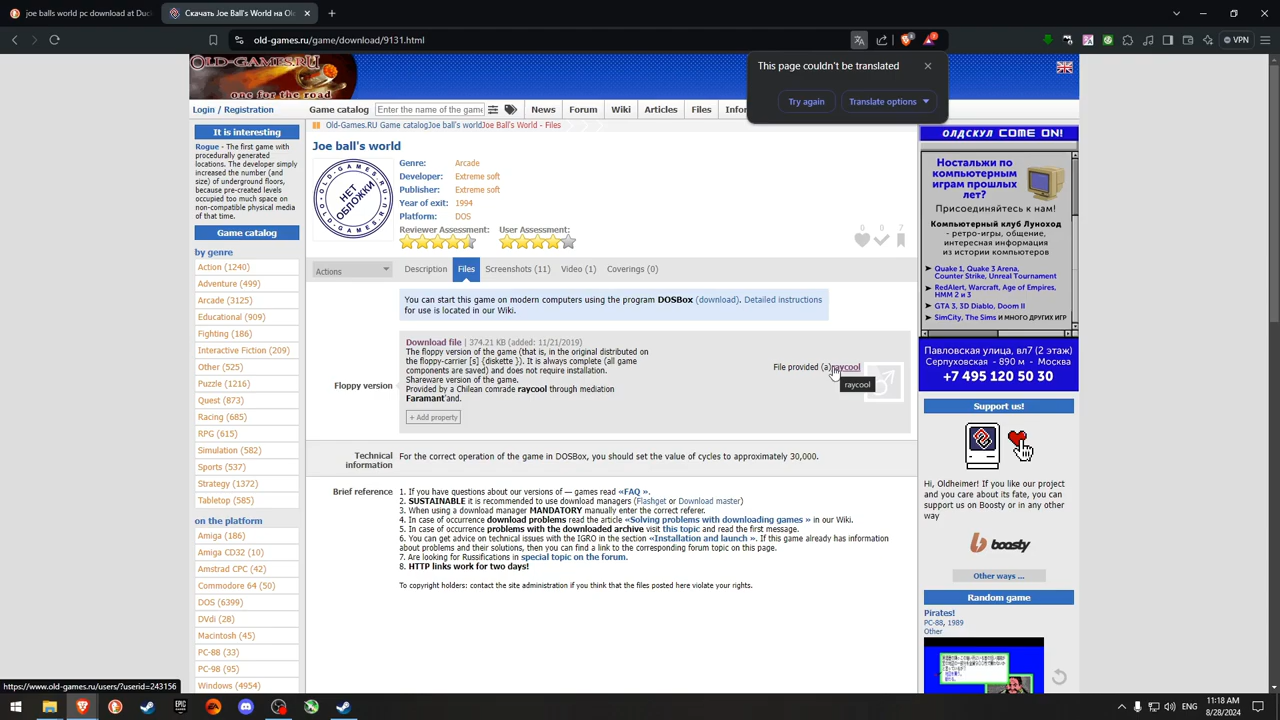 joe balls world pc download at Duc
Скачать Joe Ball's World на Ol
old-games.ru/game/download/9131.html
VPN
This page couldn't be translated
Try again
Translate options
OLD-GAMES.RU
one for the road
Login / Registration
Game catalog
Enter the name of the game
News
Forum
Wiki
Articles
Files
Infor
It is interesting
Rogue - The first game with
procedurally generated
locations. The developer simply
increased the number (and
size) of underground floors,
because pre-created levels
occupied too much space on
non-compatible physical media
of that time.
Game catalog
by genre
Action (1240)
Adventure (499)
Arcade (3125)
Educational (909)
Fighting (186)
Interactive Fiction (209)
Other (525)
Puzzle (1216)
Quest (873)
Racing (685)
RPG (615)
Simulation (582)
Sports (537)
Strategy (1372)
Tabletop (585)
on the platform
Amiga (186)
Amiga CD32 (10)
Amstrad CPC (42)
Commodore 64 (50)
DOS (6399)
DVdi (28)
Macintosh (45)
PC-88 (33)
PC-98 (95)
Windows (4954)
Old-Games.RU Game catalogJoe ball's worldJoe Ball's World - Files
Joe ball's world
OLD-GAMES.RU
НЕТ
ОБЛОЖКИ
Genre: Arcade
Developer: Extreme soft
Publisher: Extreme soft
Year of exit: 1994
Platform: DOS
Reviewer Assessment: User Assessment:
0 0 7
Actions
Description
Files
Screenshots (11)
Video (1)
Coverings (0)
You can start this game on modern computers using the program DOSBox (download). Detailed instructions
for use is located in our Wiki.
Floppy version
Download file | 374.21 KB (added: 11/21/2019)
The floppy version of the game (that is, in the original distributed on
the floppy-carrier [s] {diskette }). It is always complete (all game
components are saved) and does not require installation.
Shareware version of the game.
Provided by a Chilean comrade raycool through mediation
Faramant'and.
+ Add property
File provided (a)raycool
raycool
Technical
information
For the correct operation of the game in DOSBox, you should set the value of cycles to approximately 30,000.
Brief reference
1. If you have questions about our versions of — games read «FAQ ».
2. SUSTAINABLE it is recommended to use download managers (Flashget or Download master)
3. When using a download manager MANDATORY manually enter the correct referer.
4. In case of occurrence download problems read the article «Solving problems with downloading games » in our Wiki.
5. In case of occurrence problems with the downloaded archive visit this topic and read the first message.
6. You can get advice on technical issues with the IGRO in the section «Installation and launch ». If this game already has information
about problems and their solutions, then you can find a link to the corresponding forum topic on this page.
7. Are looking for Russifications in special topic on the forum.
8. HTTP links work for two days!
To copyright holders: contact the site administration if you think that the files posted here violate your rights.
ОЛДСКУЛ COME ON!
Ностальжи по
компьютерным
играм прошлых
лет?
Присоединяйтесь к нам!
Компьютерный клуб Луноход
- ретро-игры, общение,
интересная информация
из истории компьютеров
Quake 1, Quake 3 Arena,
Counter Strike, Unreal Tournament
RedAlert, Warcraft, Age of Empires,
HMM 2 и 3
GTA 3, 3D Diablo, Doom II
SimCity, The Sims И МНОГО ДРУГИХ ИГР
Павловская улица, вл7 (2 этаж)
Серпуховская - 890 м - Москва
+7 495 120 50 30
Support us!
Hi, Oldheimer! If you like our project
and you care about its fate, you can
support us on Boosty or in any other
way
boosty
Other ways ...
Random game
Pirates!
PC-88, 1989
Other
https://www.old-games.ru/users/?userid=243156
EPIC
EA
ENG
11:18 AM
8/28/2024